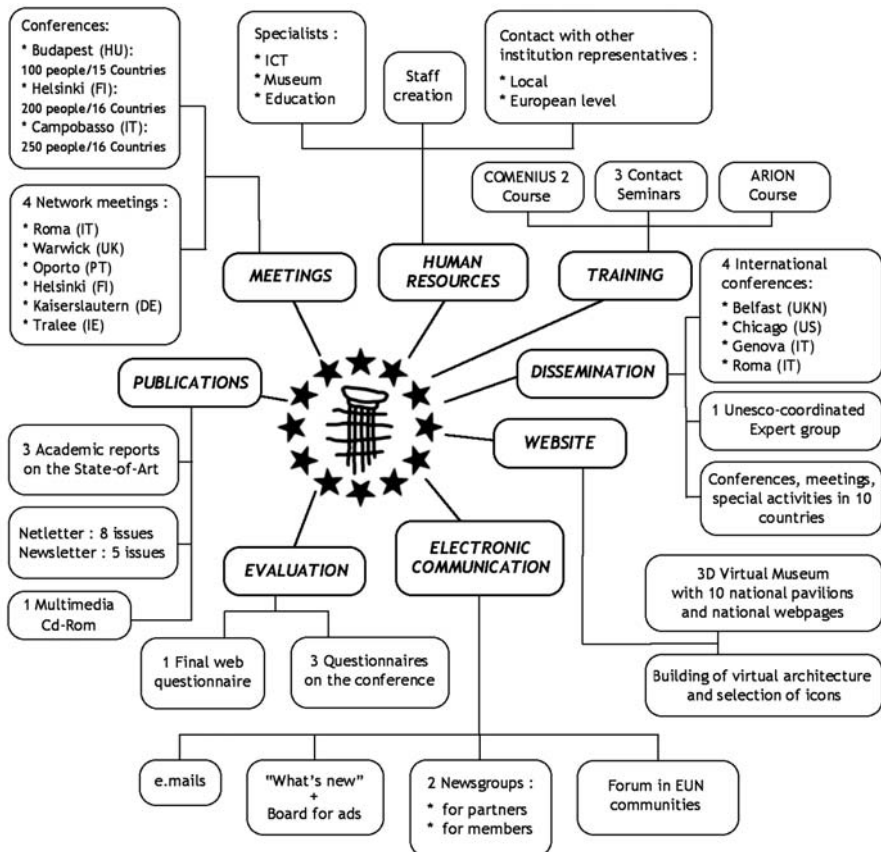 Conferences:
* Budapest (HU):
100 people/15 Countries
* Helsinki (FI):
200 people/16 Countries
* Campobasso (IT):
250 people/16 Countries
Specialists :
* ICT
* Museum
* Education
Staff
creation
Contact with other
institution representatives :
* Local
* European level
4 Network meetings :
* Roma (IT)
* Warwick (UK)
* Oporto (PT)
* Helsinki (FI)
* Kaiserslautern (DE)
* Tralee (IE)
COMENIUS 2
Course
3 Contact
Seminars
ARION
Course
MEETINGS
HUMAN
RESOURCES
TRAINING
4 International
conferences:
* Belfast (UKN)
* Chicago (US)
* Genova (IT)
* Roma (IT)
PUBLICATIONS
DISSEMINATION
1 Unesco-coordinated
Expert group
WEBSITE
3 Academic reports
on the State-of-Art
Conferences, meetings,
special activities in 10
countries
Netletter : 8 issues
Newsletter : 5 issues
EVALUATION
ELECTRONIC
COMMUNICATION
3D Virtual Museum
with 10 national pavilions
and national webpages
1 Multimedia
Cd-Rom
1 Final web
questionnaire
3 Questionnaires
on the conference
Building of virtual architecture
and selection of icons
e.mails
"What's new"
+
Board for ads
2 Newsgroups :
* for partners
* for members
Forum in EUN
communities